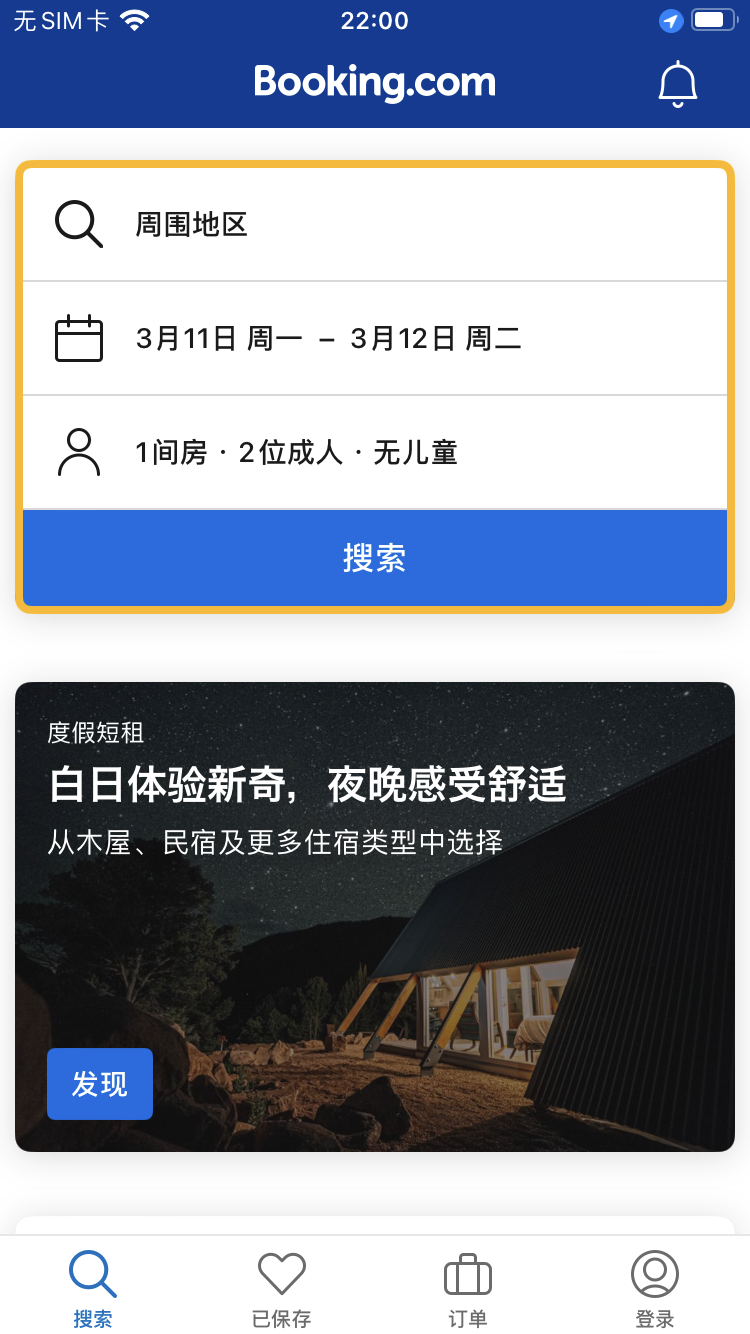 无SIM卡
22:00
Booking.com
周围地区
3月11日 周一 – 3月12日 周二
1间房 · 2位成人 · 无儿童
搜索
度假短租
白日体验新奇，夜晚感受舒适
从木屋、民宿及更多住宿类型中选择
发现
搜索 已保存 订单 登录